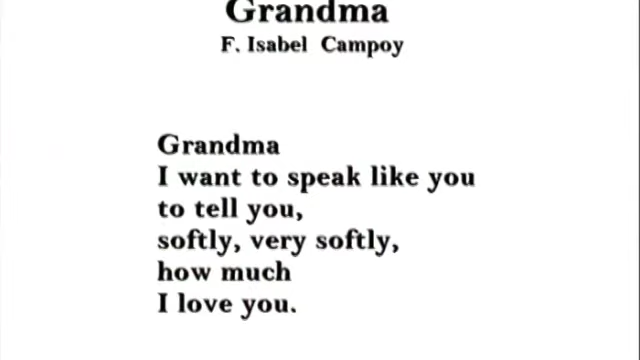 Grandma
F. Isabel Campoy
Grandma
I want to speak like you
to tell you,
softly, very softly,
how much
I love you.